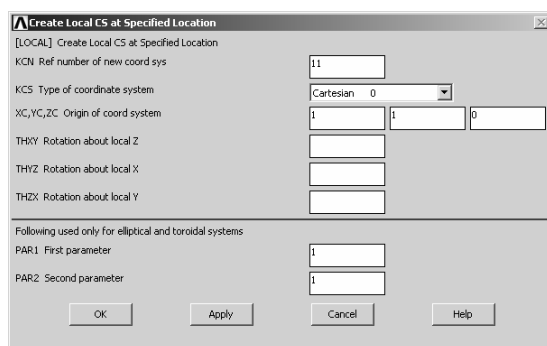 Create Local CS at Specified Location
[LOCAL] Create Local CS at Specified Location
KCN Ref number of new coord sys 11
KCS Type of coordinate system Cartesian 0
XC,YC,ZC Origin of coord system 1 1 0
THXY Rotation about local Z
THYZ Rotation about local X
THZX Rotation about local Y
Following used only for elliptical and toroidal systems
PAR1 First parameter 1
PAR2 Second parameter 1
OK Apply Cancel Help